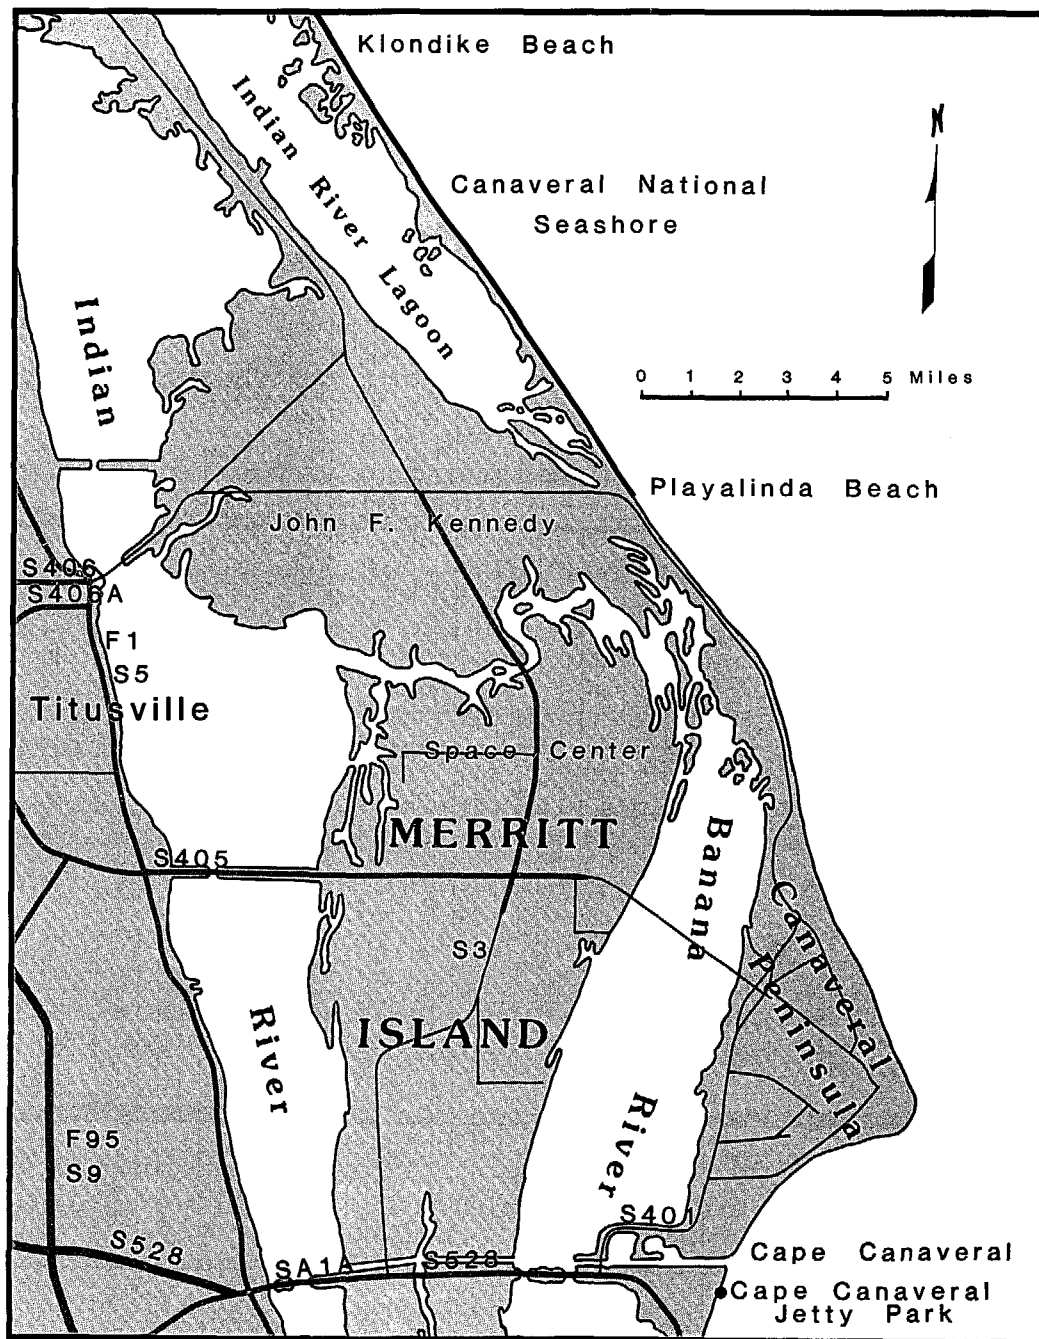 Klondike Beach
N
Indian River Lagoon
Canaveral National
Seashore
Indian
0 1 2 3 4 5 Miles
Playalinda Beach
John F. Kennedy
S406
S406A
F1
S5
Titusville
Space Center
MERRITT
Banana
S405
Canaveral
Peninsula
S3
ISLAND
River
River
F95
S9
S401
S528
SA1A
S528
Cape Canaveral
Cape Canaveral
Jetty Park